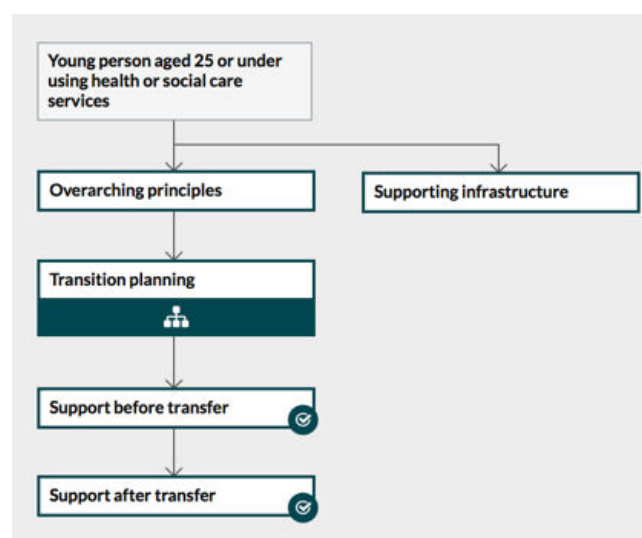 Young person aged 25 or under
using health or social care
services
Overarching principles
Supporting infrastructure
Transition planning
Support before transfer
Support after transfer